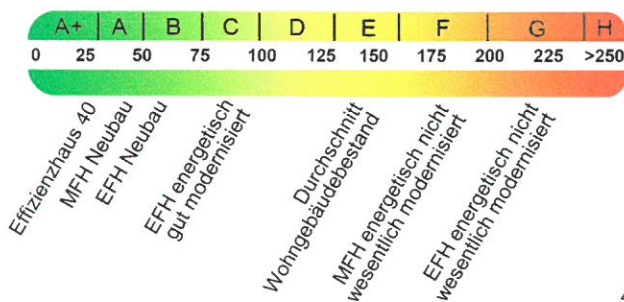 A+ A B C D E F G H
0 25 50 75 100 125 150 175 200 225 >250
Effizienzhaus 40
MFH Neubau
EFH Neubau
EFH energetisch
gut modernisiert
Durchschnitt
Wohngebäudebestand
MFH energetisch nicht
wesentlich modernisiert
EFH energetisch nicht
wesentlich modernisiert